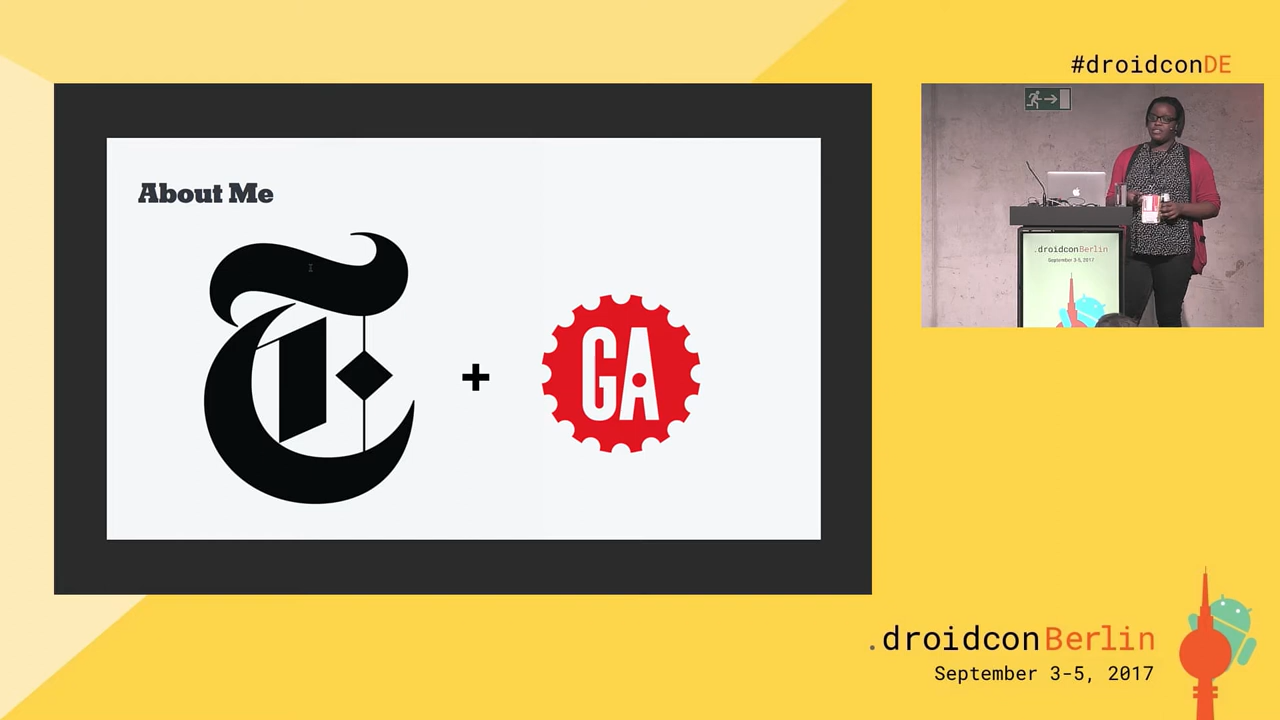 #droidconDE
About Me
T
+
GA
.droidconBerlin
September 3-5, 2017
.droidconBerlin
September 3-5, 2017